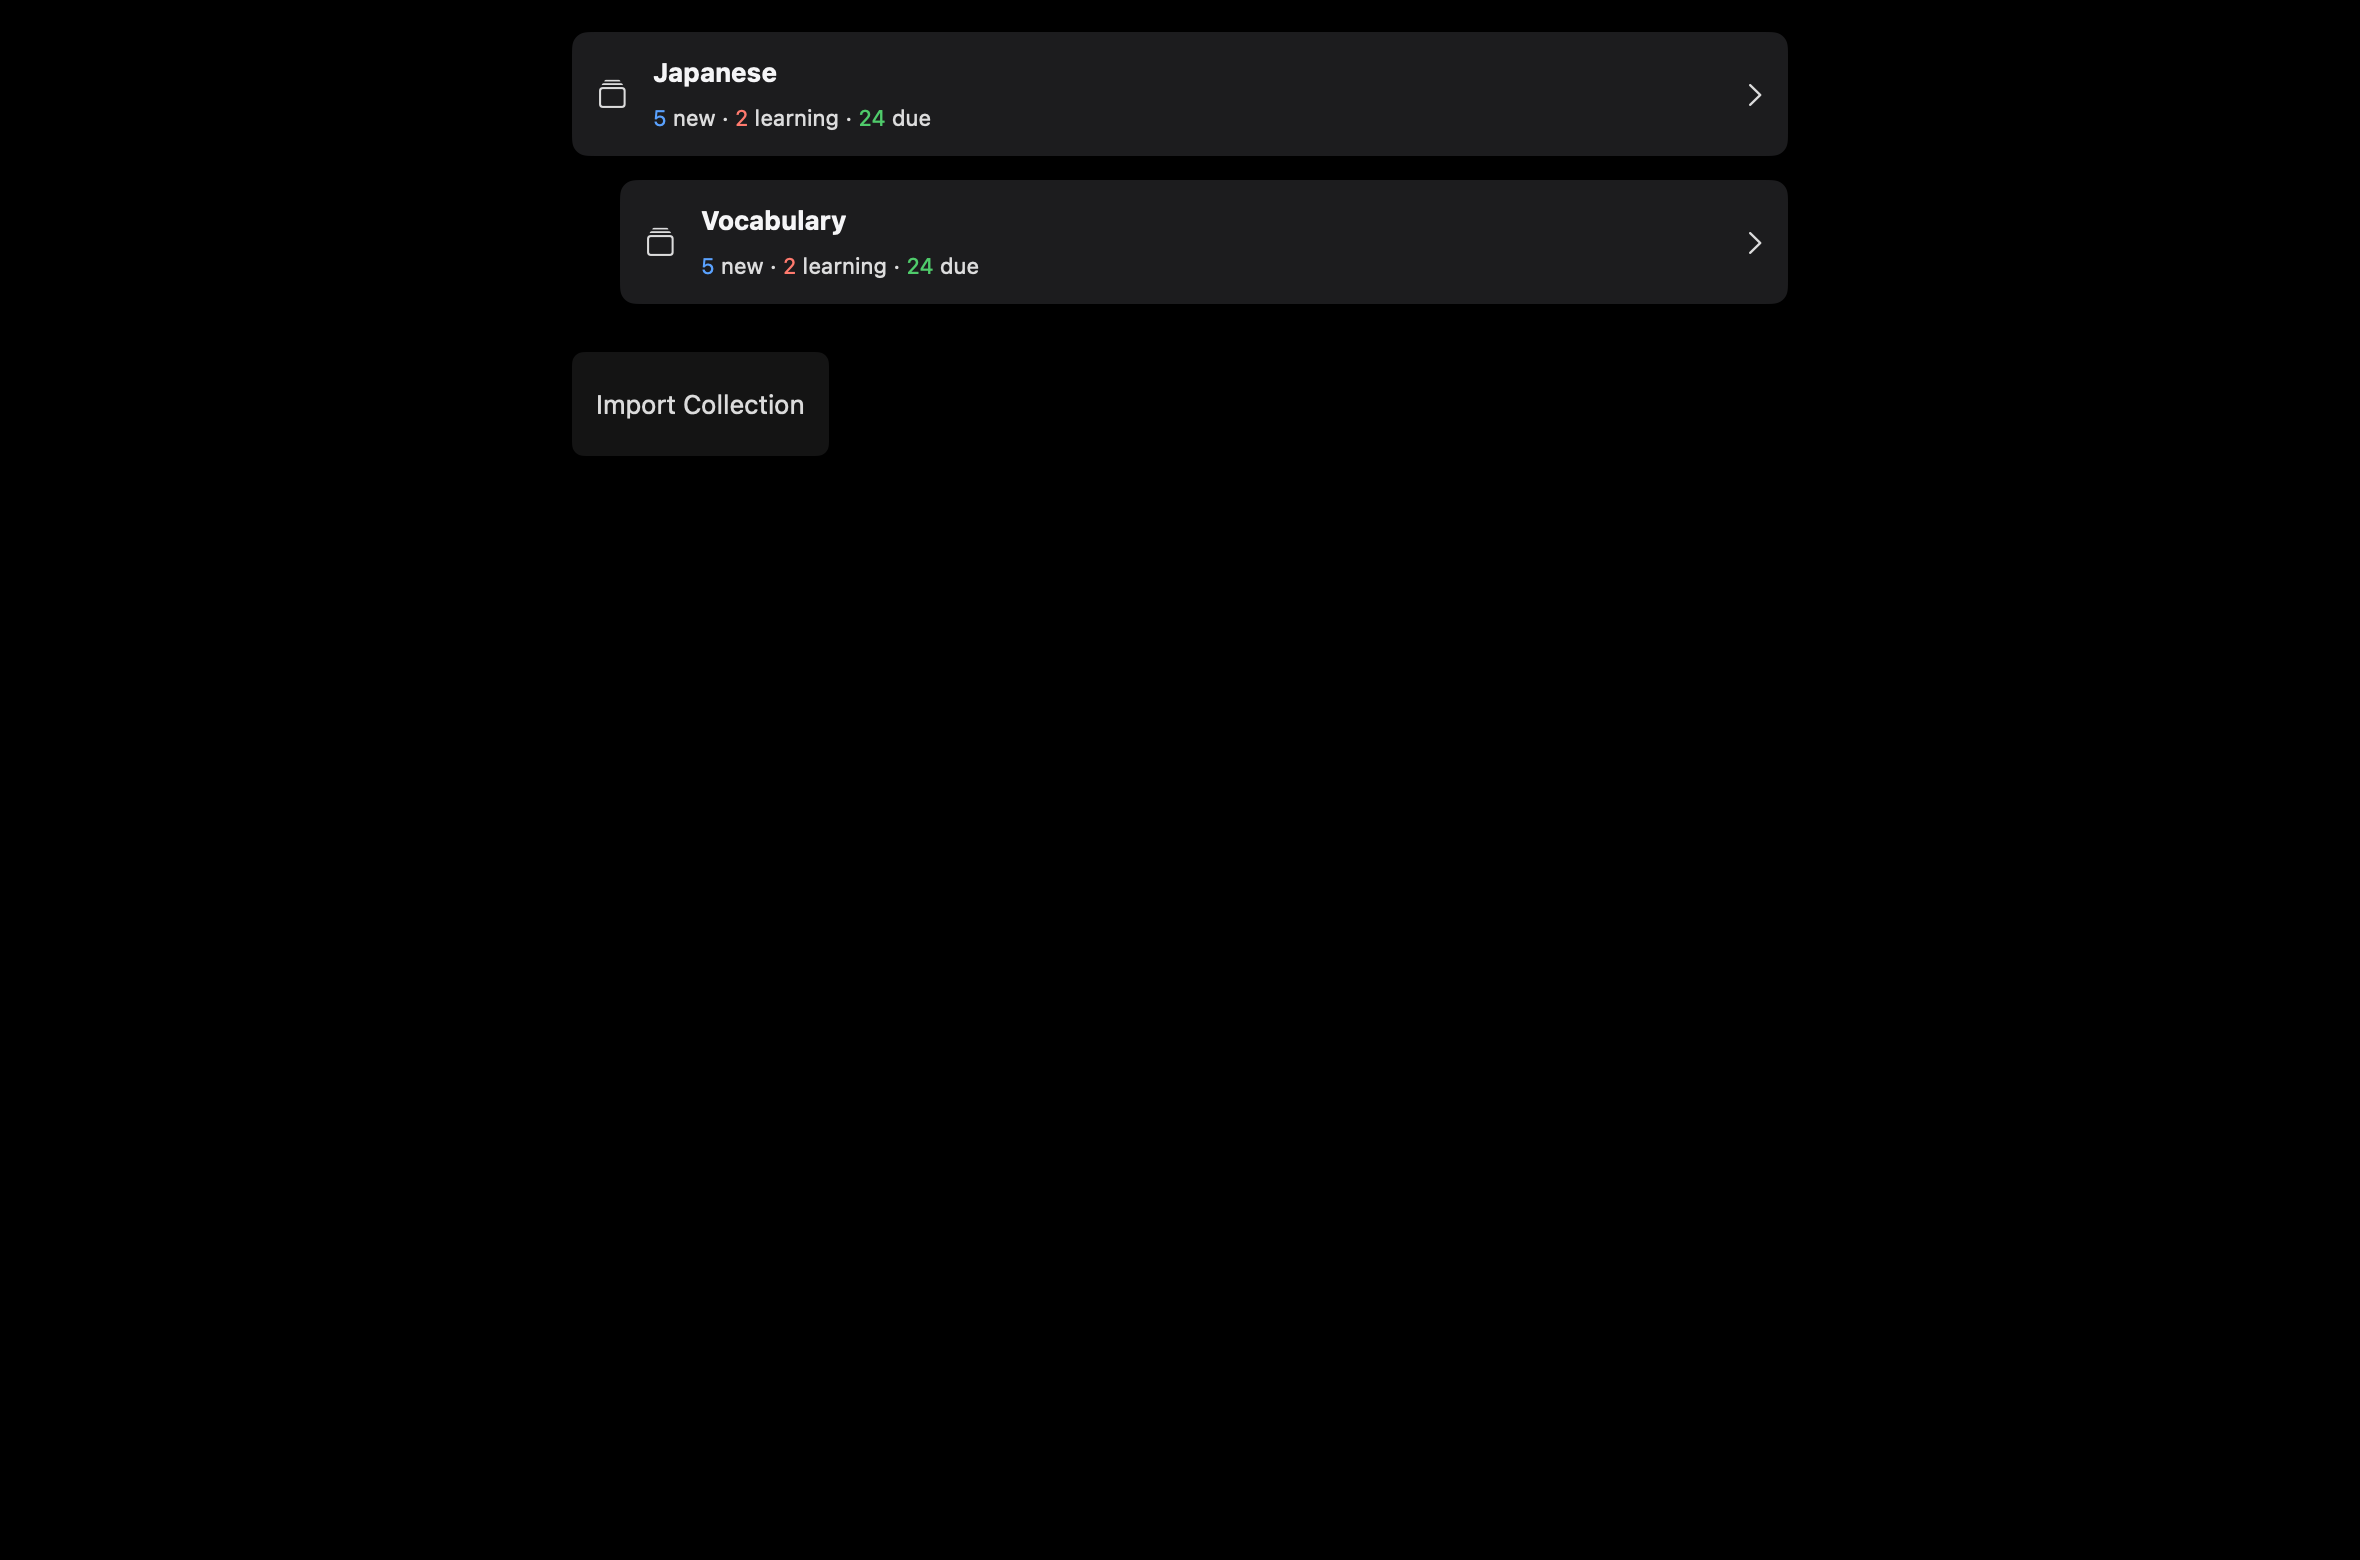 Japanese
5 new · 2 learning · 24 due
Vocabulary
5 new · 2 learning · 24 due
Import Collection